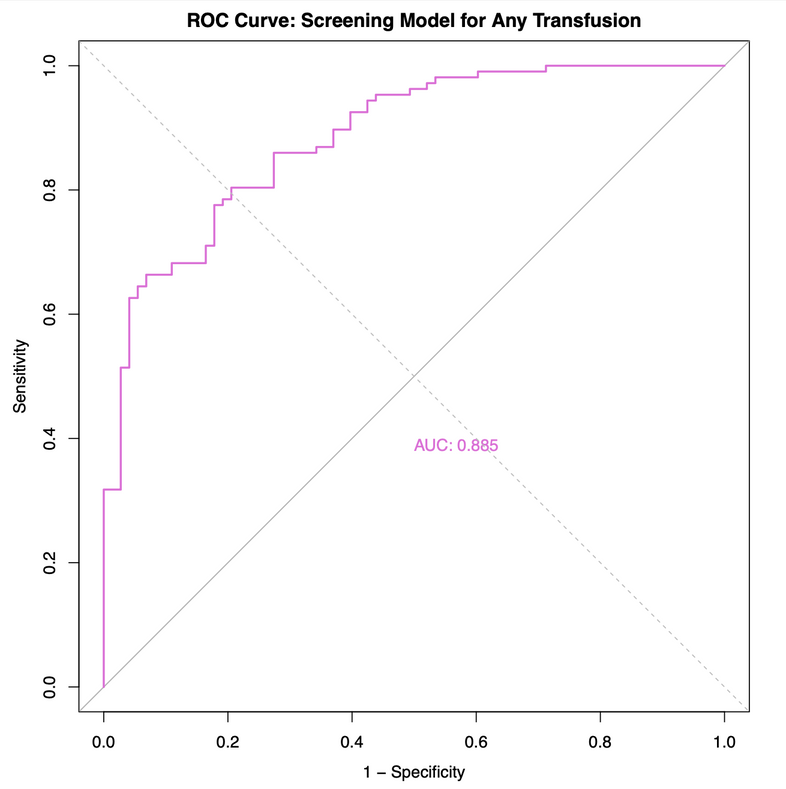 ROC Curve: Screening Model for Any Transfusion
1.0
0.8
0.6
0.4
0.2
0.0
Sensitivity
AUC: 0.885
0.0 0.2 0.4 0.6 0.8 1.0
1 − Specificity